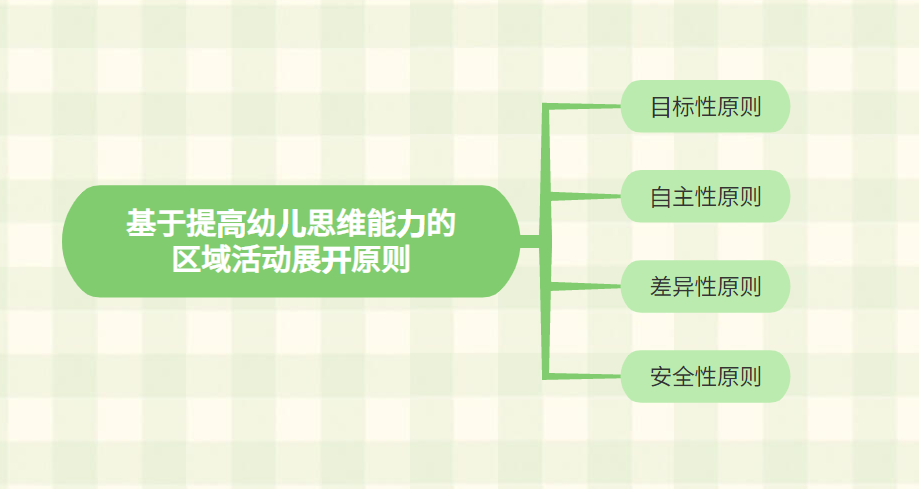 基于提高幼儿思维能力的
区域活动展开原则
目标性原则
自主性原则
差异性原则
安全性原则